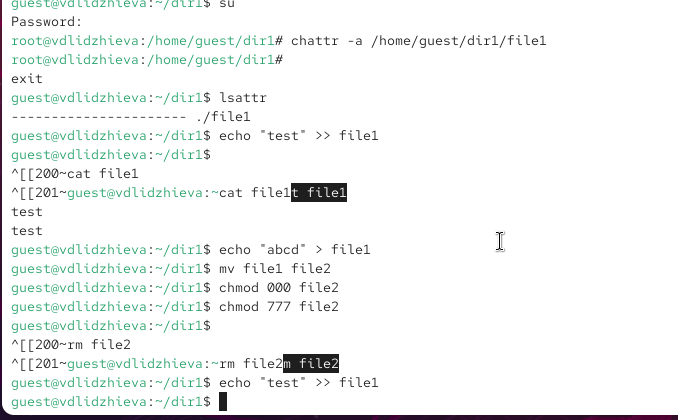 guest@vdlidzhieva:~/dir1$ su
Password:
root@vdlidzhieva:/home/guest/dir1# chattr -a /home/guest/dir1/file1
root@vdlidzhieva:/home/guest/dir1#
exit
guest@vdlidzhieva:~/dir1$ lsattr
---------------------- ./file1
guest@vdlidzhieva:~/dir1$ echo "test" >> file1
guest@vdlidzhieva:~/dir1$
^[[200~cat file1
^[[201~guest@vdlidzhieva:~cat file1t file1
test
test
guest@vdlidzhieva:~/dir1$ echo "abcd" > file1
guest@vdlidzhieva:~/dir1$ mv file1 file2
guest@vdlidzhieva:~/dir1$ chmod 000 file2
guest@vdlidzhieva:~/dir1$ chmod 777 file2
guest@vdlidzhieva:~/dir1$
^[[200~rm file2
^[[201~guest@vdlidzhieva:~rm file2m file2
guest@vdlidzhieva:~/dir1$ echo "test" >> file1
guest@vdlidzhieva:~/dir1$